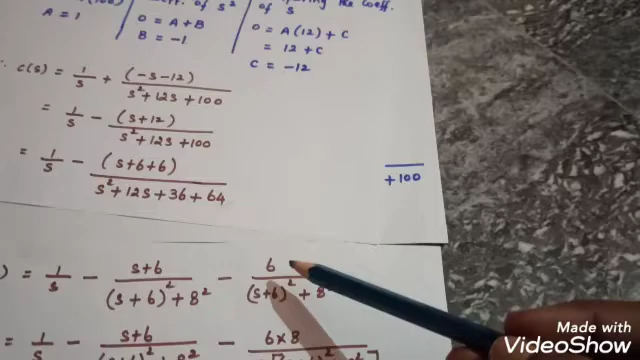 A = 1
of s²
0 = A + B
B = -1
the coeff.
of s
0 = A(12) + C
= 12 + C
C = -12
C(s) = 1/s + (-s-12)/(s²+12s+100)
= 1/s - (s+12)/(s²+12s+100)
= 1/s - (s+6+6)/(s²+12s+36+64)
+100
= 1/s - (s+6)/((s+6)²+8²) - 6/((s+6)²+8
= 1/s - (s+6) - 6×8
Made with
VideoShow